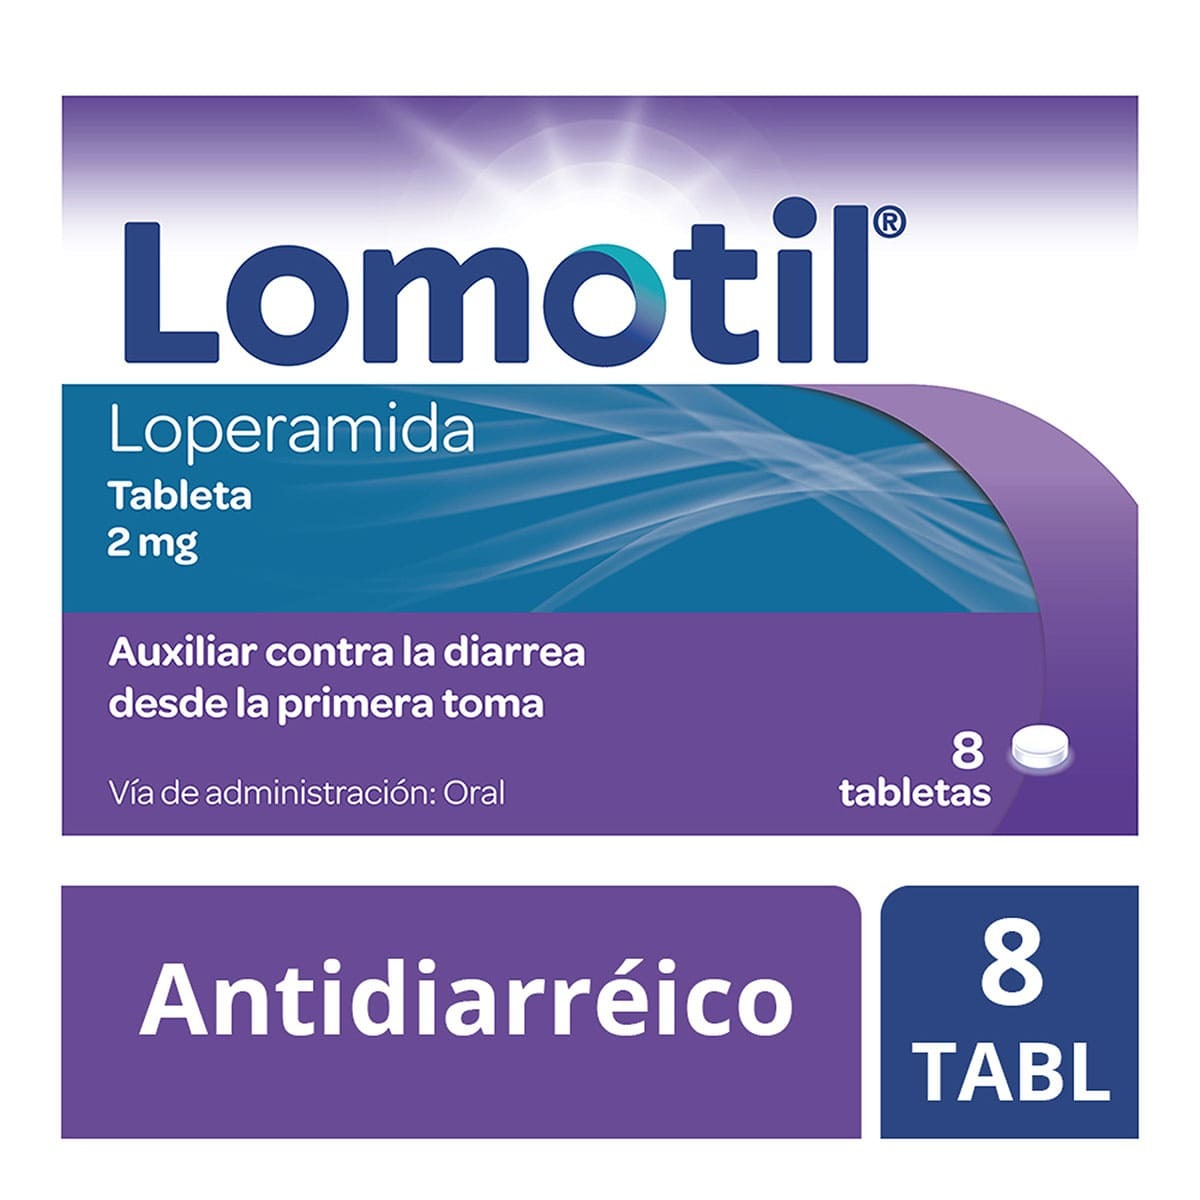 Lomotil®
Loperamida
Tableta
2 mg
Auxiliar contra la diarrea
desde la primera toma
Vía de administración: Oral
8
tabletas
Antidiarréico
8
TABL